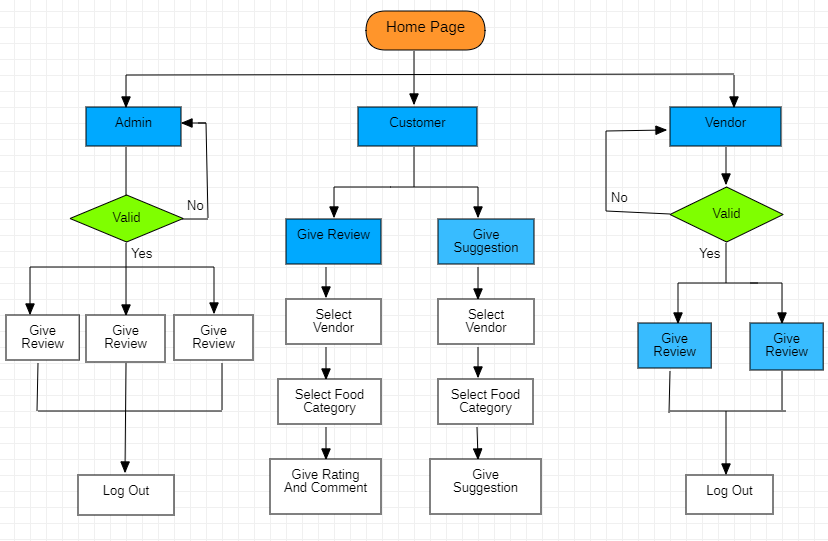 Home Page
Admin
Customer
Vendor
No
Valid
Yes
Give
Review
Give
Review
Give
Review
Log Out
Give Review
Select
Vendor
Select Food
Category
Give Rating
And Comment
Give
Suggestion
Select
Vendor
Select Food
Category
Give
Suggestion
No
Valid
Yes
Give
Review
Give
Review
Log Out